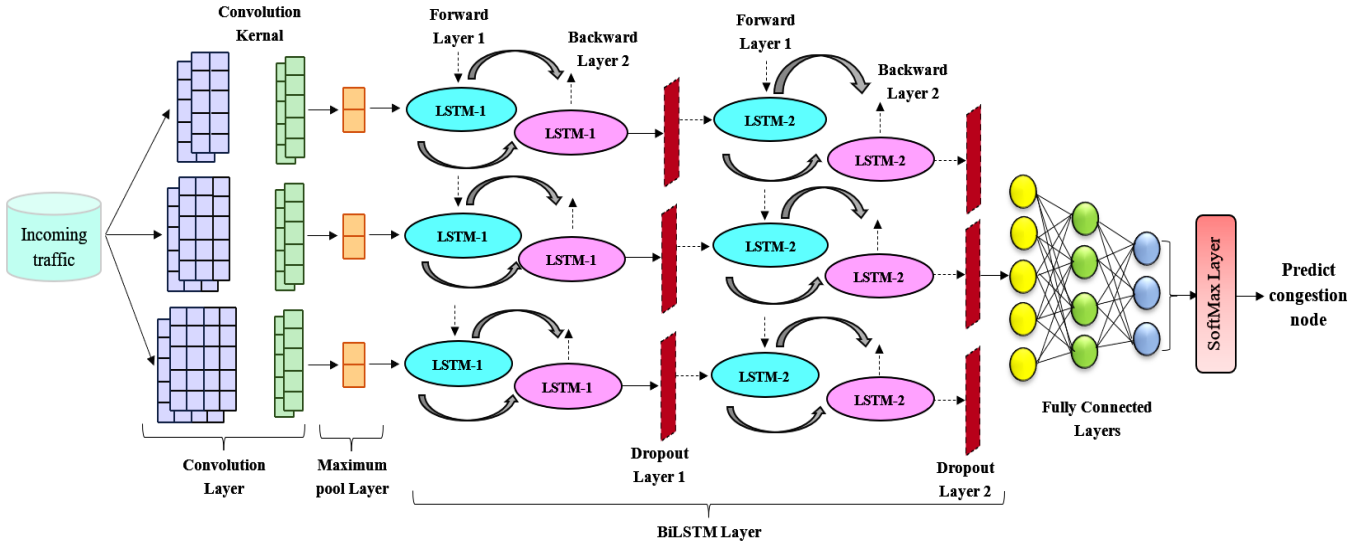 Convolution
Kernal
Forward
Layer 1
Backward
Layer 2
Forward
Layer 1
Backward
Layer 2
LSTM-1
LSTM-1
LSTM-2
LSTM-2
Incoming
traffic
LSTM-1
LSTM-1
LSTM-2
LSTM-2
SoftMax Layer
Predict
congestion
node
LSTM-1
LSTM-1
LSTM-2
LSTM-2
Fully Connected
Layers
Convolution
Layer
Maximum
pool Layer
Dropout
Layer 1
Dropout
Layer 2
BiLSTM Layer